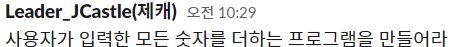 Leader_JCastle(제캐) 오전 10:29
사용자가 입력한 모든 숫자를 더하는 프로그램을 만들어라